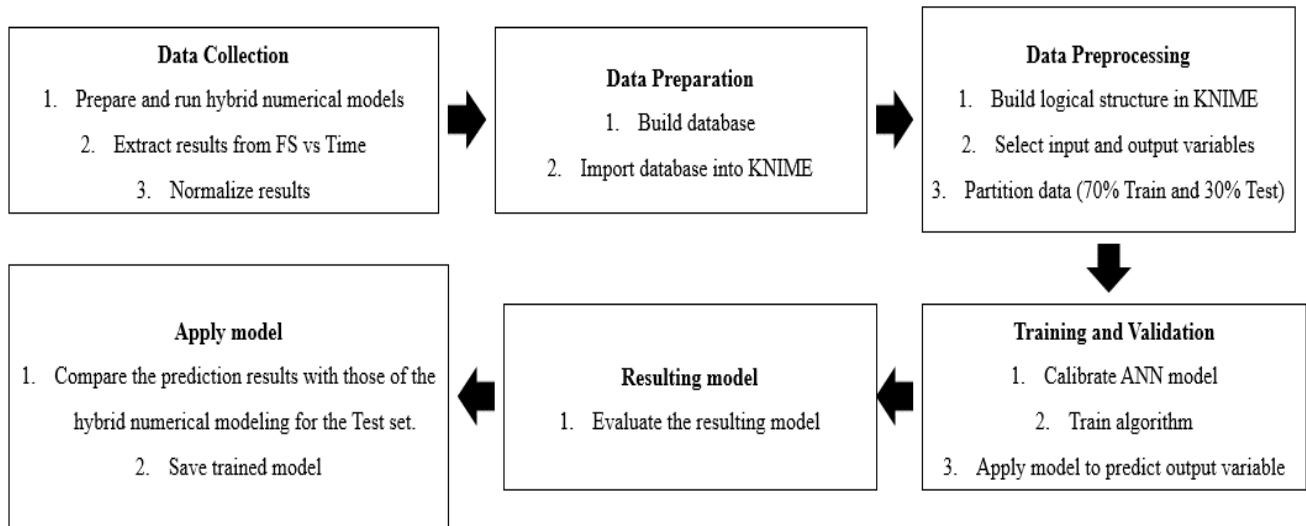 Data Collection
1. Prepare and run hybrid numerical models
2. Extract results from FS vs Time
3. Normalize results
Data Preparation
1. Build database
2. Import database into KNIME
Data Preprocessing
1. Build logical structure in KNIME
2. Select input and output variables
3. Partition data (70% Train and 30% Test)
Training and Validation
1. Calibrate ANN model
2. Train algorithm
3. Apply model to predict output variable
Resulting model
1. Evaluate the resulting model
Apply model
1. Compare the prediction results with those of the
hybrid numerical modeling for the Test set.
2. Save trained model